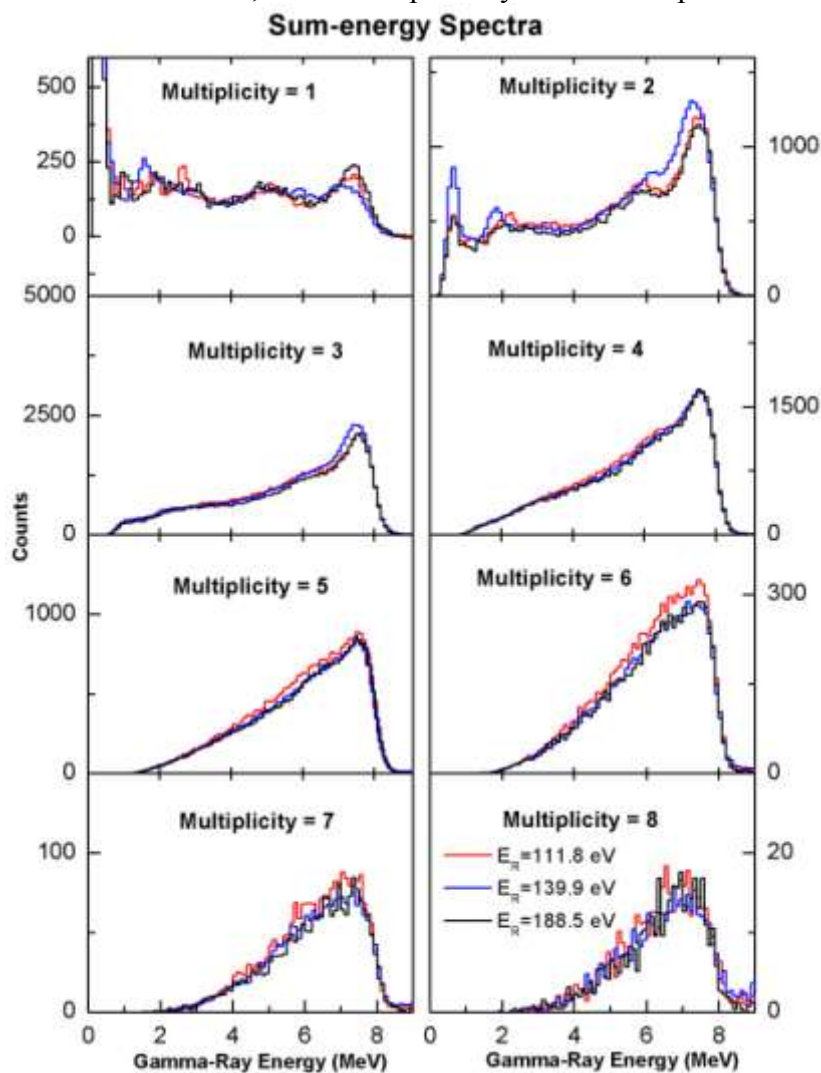 Sum-energy Spectra
Multiplicity = 1
Multiplicity = 2
500
250
0
5000
1000
0
Multiplicity = 3
Multiplicity = 4
2500
0
1500
0
Counts
Multiplicity = 5
Multiplicity = 6
1000
0
300
0
Multiplicity = 7
Multiplicity = 8
100
50
0
E_R=111.8 eV
E_R=139.9 eV
E_R=188.5 eV
20
10
0
0 2 4 6 8
0 2 4 6 8
Gamma-Ray Energy (MeV)
Gamma-Ray Energy (MeV)